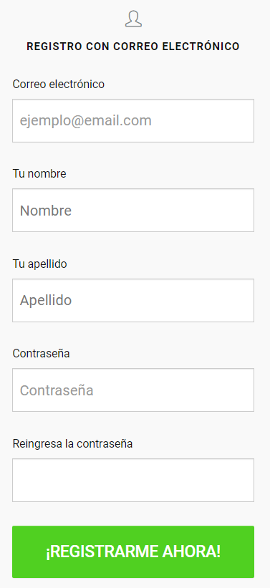 REGISTRO CON CORREO ELECTRÓNICO
Correo electrónico
ejemplo@email.com
Tu nombre
Nombre
Tu apellido
Apellido
Contraseña
Contraseña
Reingresa la contraseña
¡REGISTRARME AHORA!